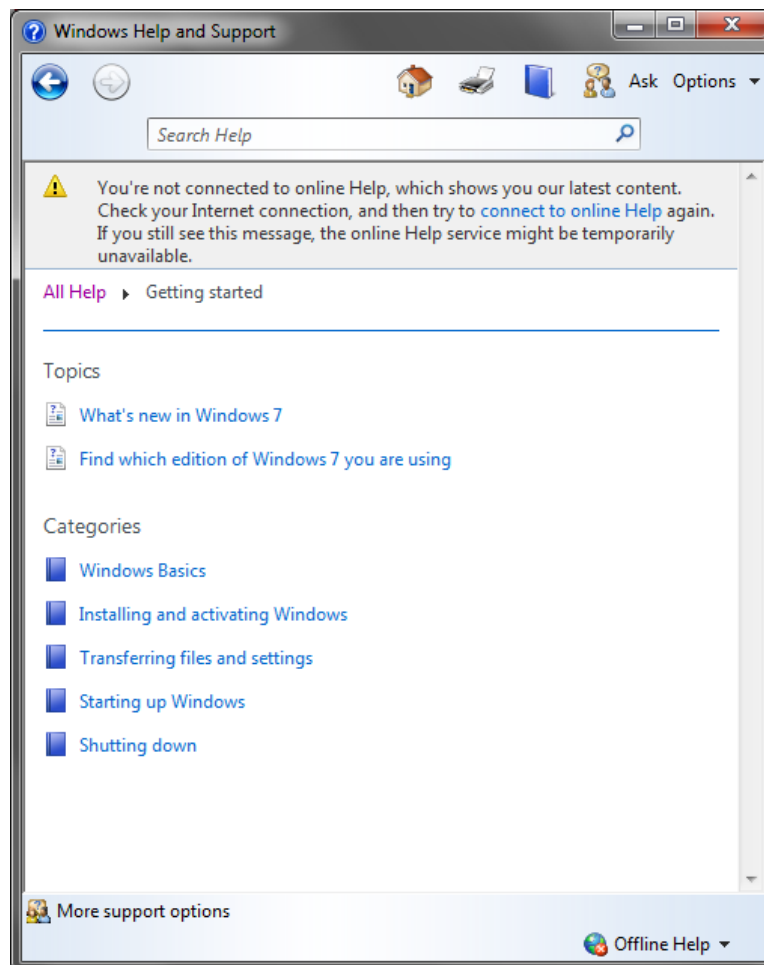 Windows Help and Support
Ask Options
Search Help
You're not connected to online Help, which shows you our latest content.
Check your Internet connection, and then try to connect to online Help again.
If you still see this message, the online Help service might be temporarily
unavailable.
All Help Getting started
Topics
What's new in Windows 7
Find which edition of Windows 7 you are using
Categories
Windows Basics
Installing and activating Windows
Transferring files and settings
Starting up Windows
Shutting down
More support options
Offline Help